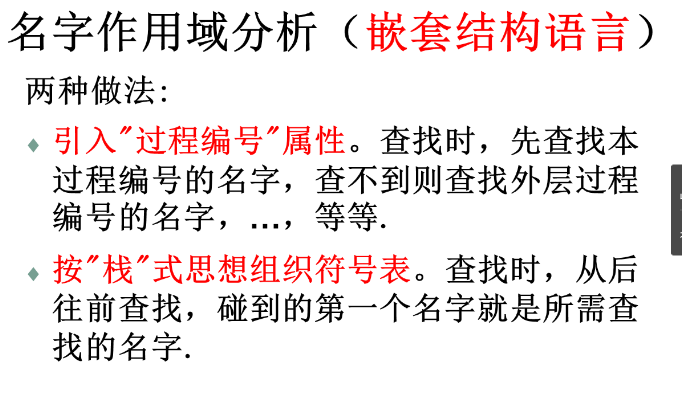 名字作用域分析（嵌套结构语言）
两种做法:
引入"过程编号"属性。查找时，先查找本
过程编号的名字，查不到则查找外层过程
编号的名字，…，等等.
按"栈"式思想组织符号表。查找时，从后
往前查找，碰到的第一个名字就是所需查
找的名字.